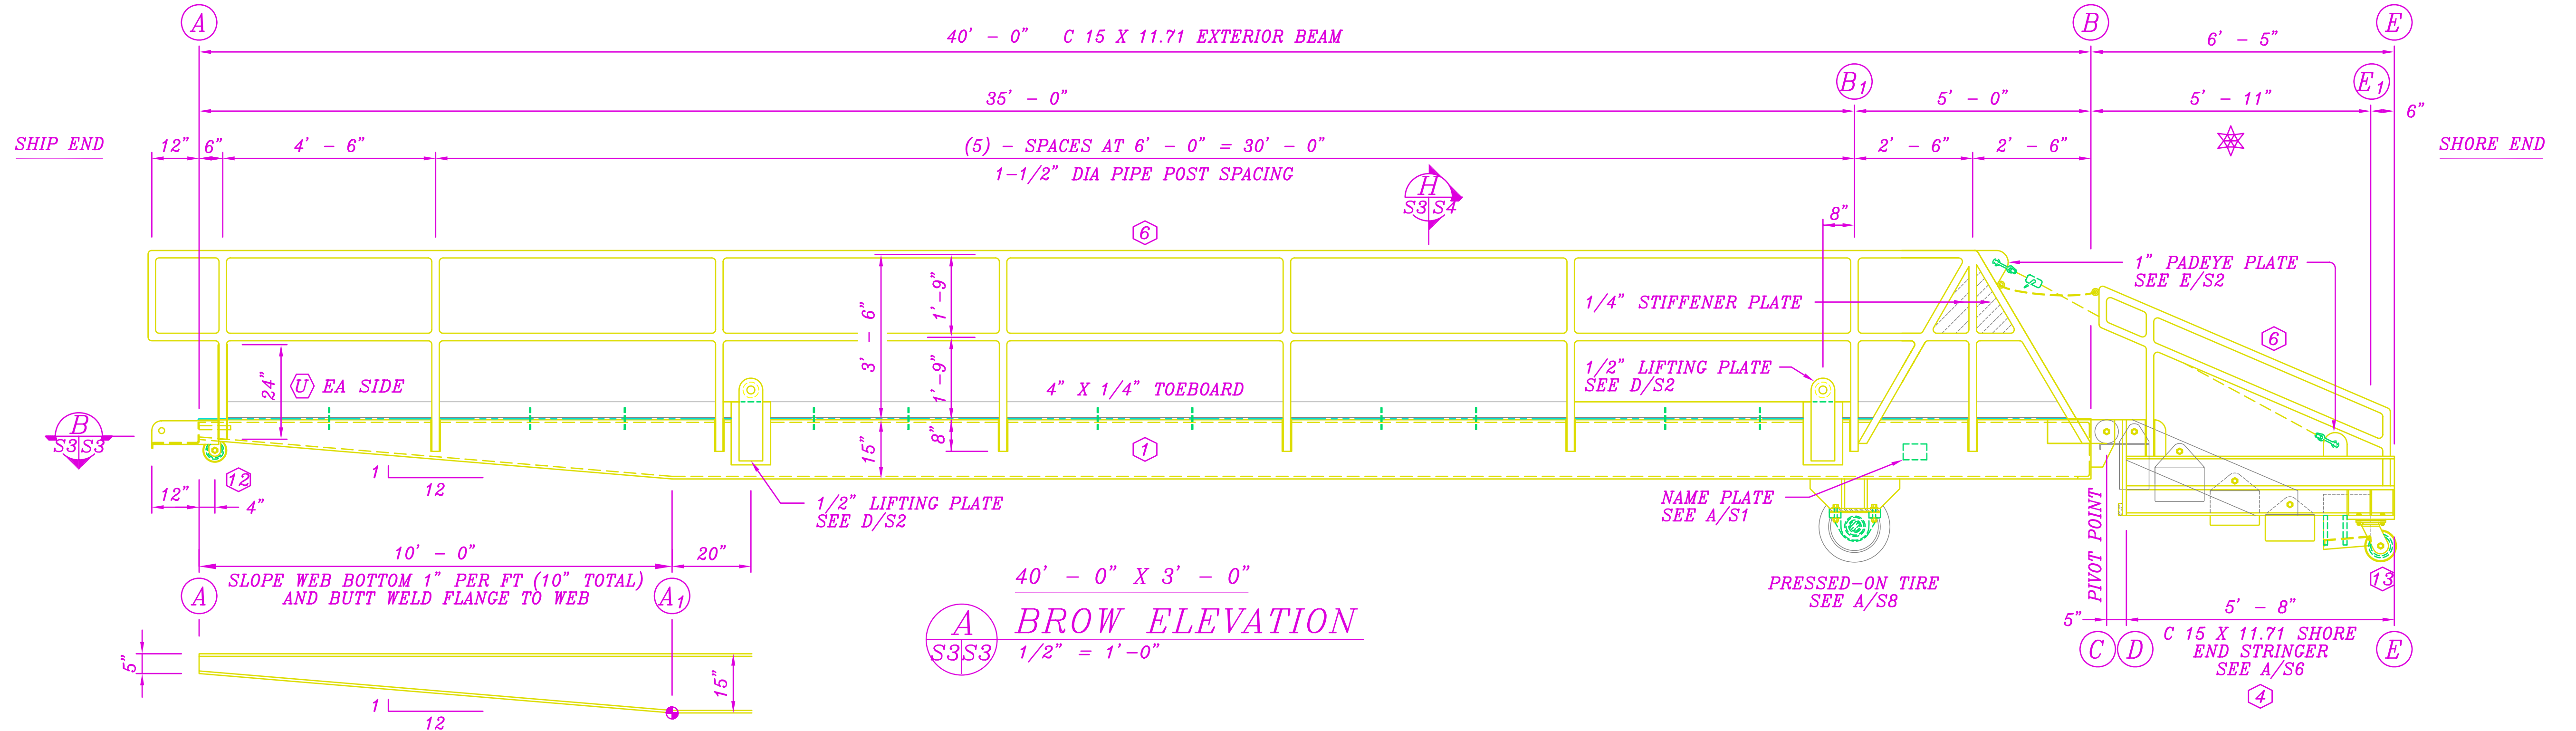 A
B
E
40' - 0"   C 15 X 11.71 EXTERIOR BEAM
6' - 5"
B1
E1
35' - 0"
5' - 0"
5' - 11"
6"
SHIP END
12"
6"
4' - 6"
(5) - SPACES AT 6' - 0" = 30' - 0"
2' - 6"
2' - 6"
SHORE END
1-1/2" DIA PIPE POST SPACING
H
S3 S4
8"
6
1" PADEYE PLATE
SEE E/S2
1'-9"
3' - 6"
1/4" STIFFENER PLATE
6
24"
U EA SIDE
1'-9"
4" X 1/4" TOEBOARD
1/2" LIFTING PLATE
SEE D/S2
B
S3 S3
15"
8"
1
12
1
12
12"
4"
1/2" LIFTING PLATE
SEE D/S2
NAME PLATE
SEE A/S1
PIVOT POINT
10' - 0"
20"
SLOPE WEB BOTTOM 1" PER FT (10" TOTAL)
AND BUTT WELD FLANGE TO WEB
A
A1
40' - 0" X 3' - 0"
A
S3 S3
BROW ELEVATION
1/2" = 1'-0"
PRESSED-ON TIRE
SEE A/S8
13
5"
5' - 8"
C
D
C 15 X 11.71 SHORE
END STRINGER
SEE A/S6
E
4
5"
15"
1
12